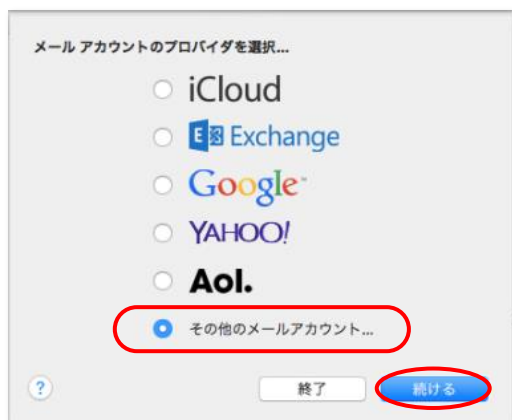 メール アカウントのプロバイダを選択...
iCloud
E Exchange
Google™
YAHOO!
Aol.
その他のメールアカウント...
? 終了 続ける